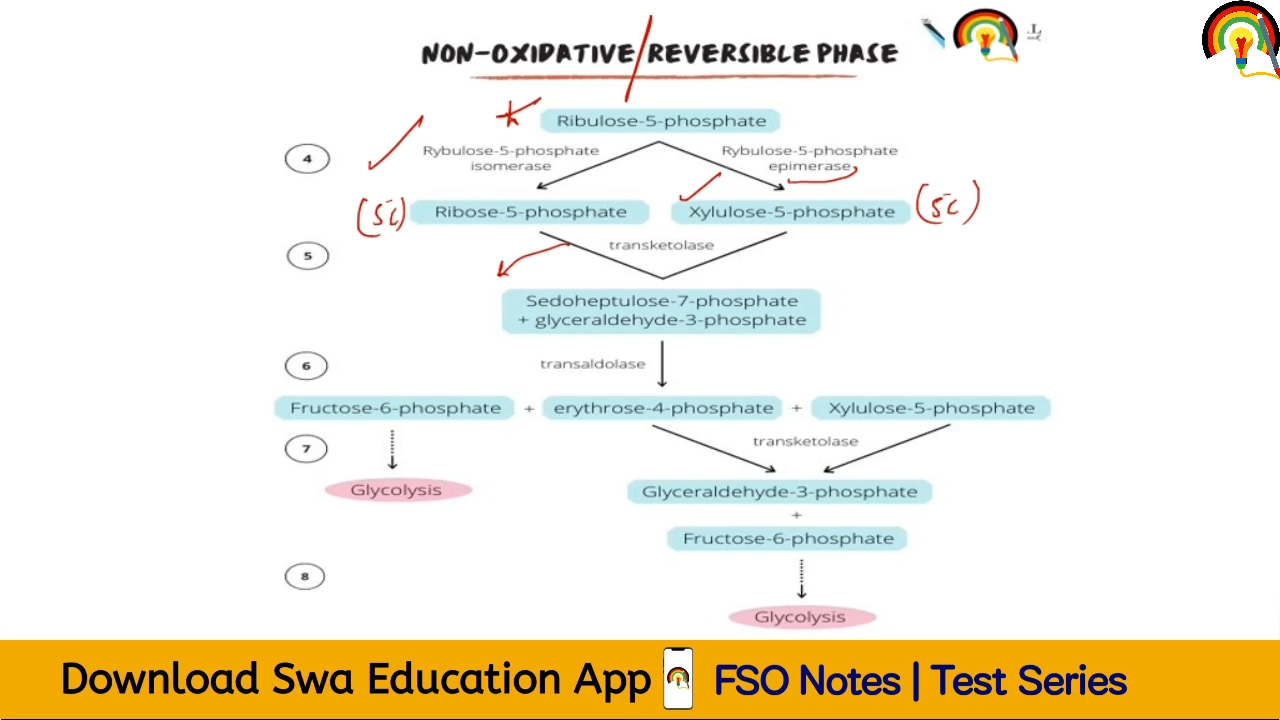 NON-OXIDATIVE/REVERSIBLE PHASE
Ribulose-5-phosphate
4
Rybulose-5-phosphate
isomerase
Rybulose-5-phosphate
epimerase
(5C)
Ribose-5-phosphate
Xylulose-5-phosphate
(5C)
5
transketolase
Sedoheptulose-7-phosphate
+ glyceraldehyde-3-phosphate
6
transaldolase
Fructose-6-phosphate + erythrose-4-phosphate + Xylulose-5-phosphate
7
transketolase
Glycolysis
Glyceraldehyde-3-phosphate
+
Fructose-6-phosphate
8
Glycolysis
Download Swa Education App FSO Notes | Test Series